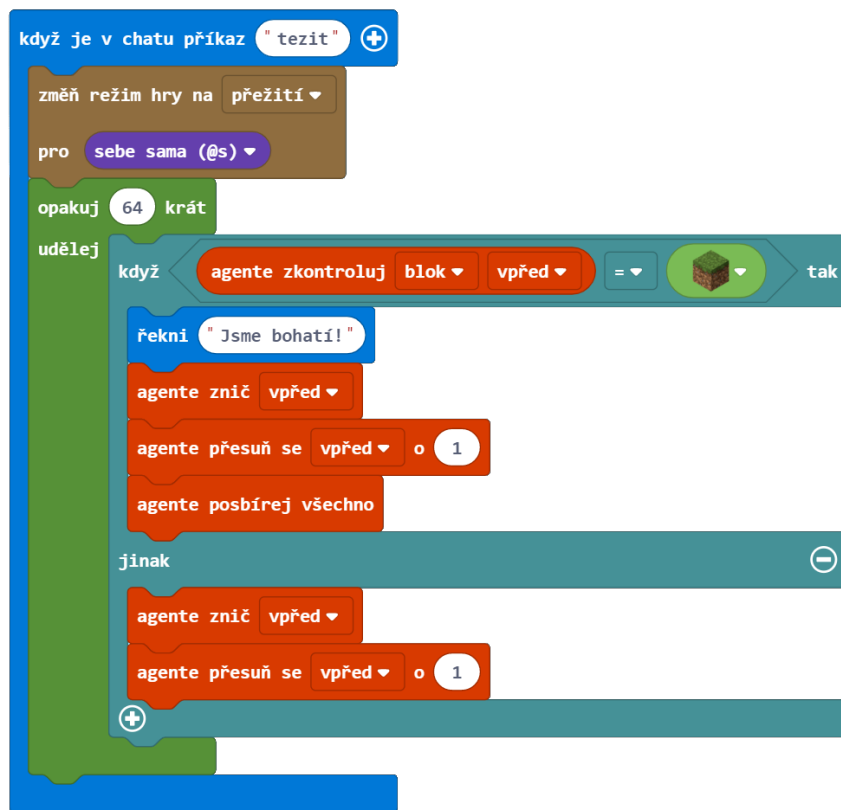 když je v chatu příkaz "tezit"
změň režim hry na přežití
pro sebe sama (@s)
opakuj 64 krát
udělej
když agente zkontroluj blok vpřed = tak
řekni "Jsme bohatí!"
agente znič vpřed
agente přesuň se vpřed o 1
agente posbírej všechno
jinak
agente znič vpřed
agente přesuň se vpřed o 1